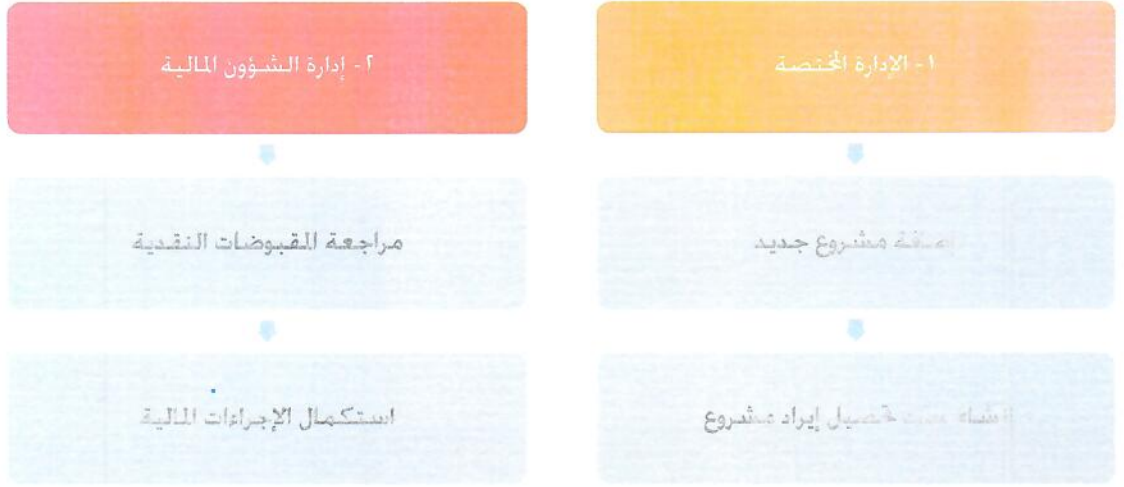 ١- الإدارة المختصة
إضافة مشروع جديد
إنشاء تحصيل إيراد مشروع
٢- إدارة الشؤون المالية
مراجعة المقبوضات النقدية
استكمال الإجراءات المالية